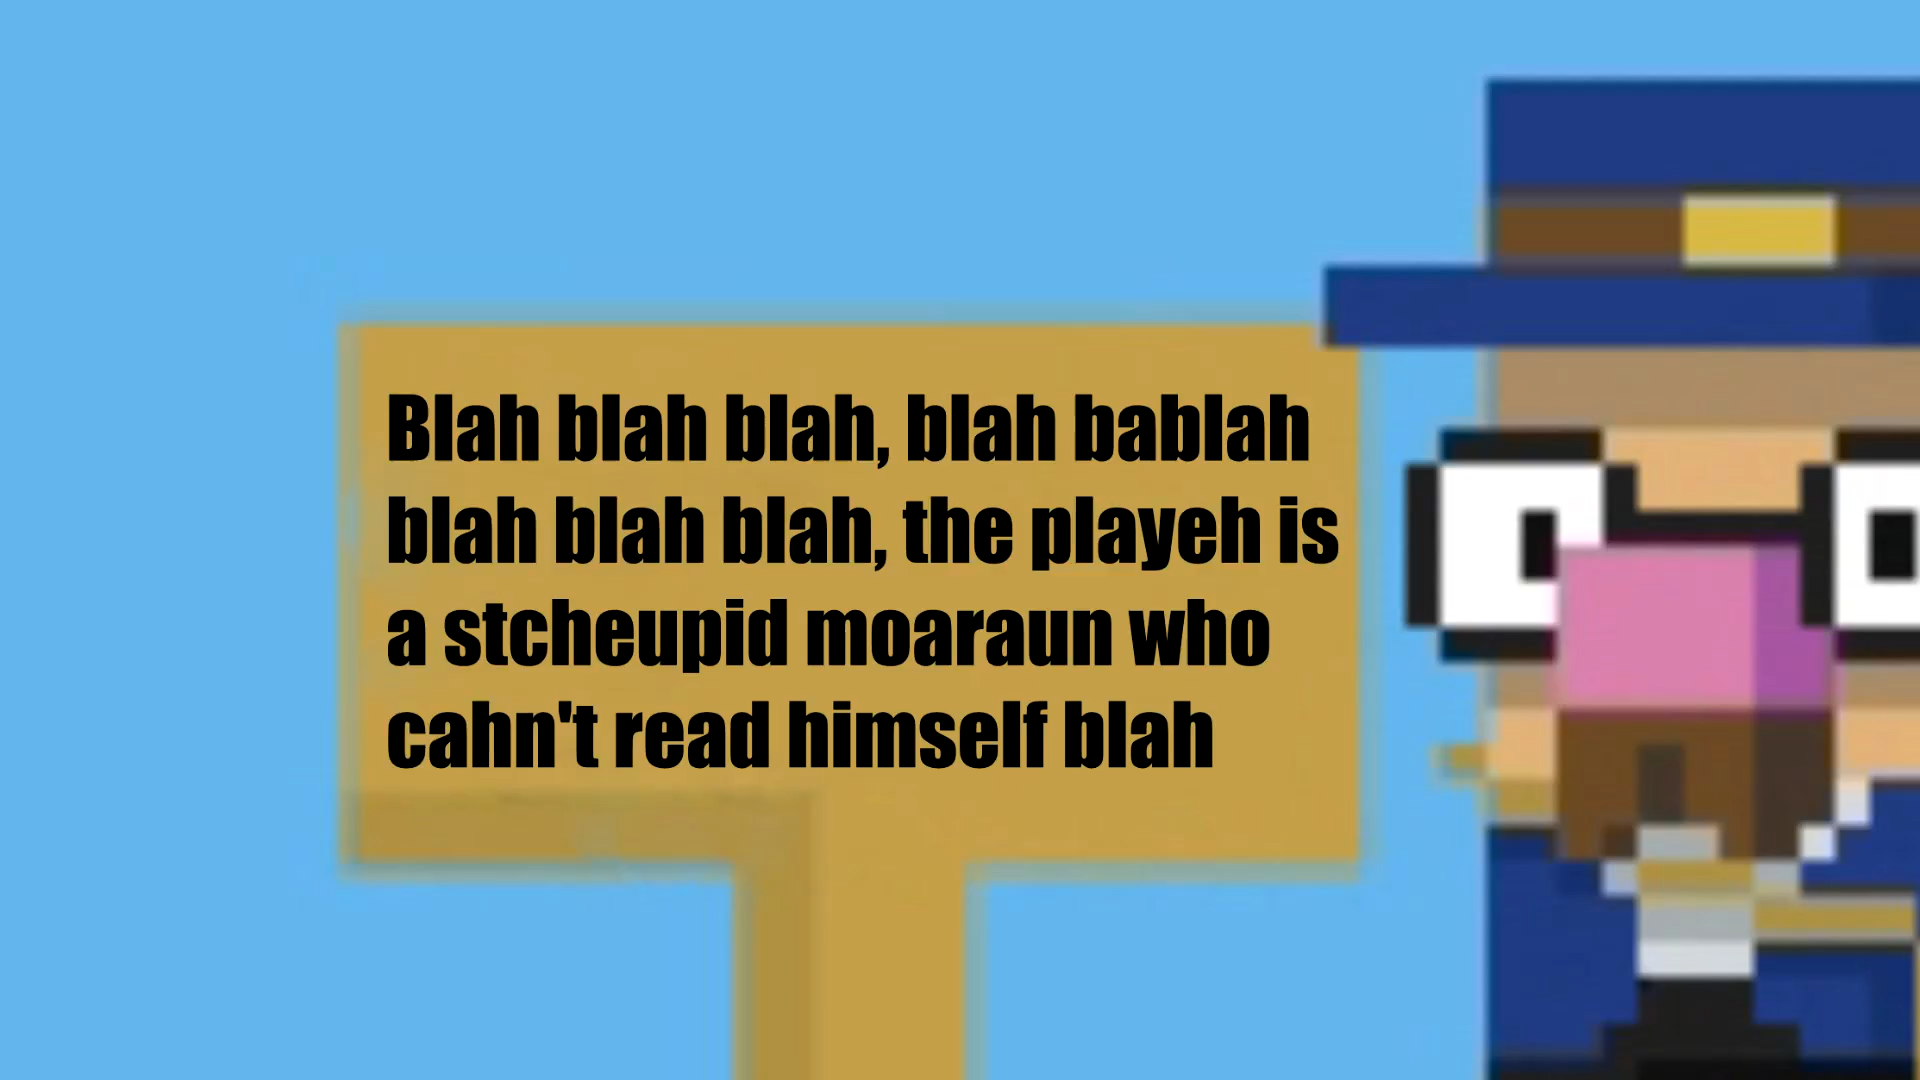 Blah blah blah, blah bablah
blah blah blah, the playeh is
a stcheupid moaraun who
cahn't read himself blah